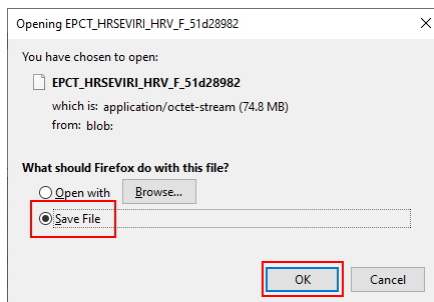 Opening EPCT_HRSEVIRI_HRV_F_51d28982
You have chosen to open:
EPCT_HRSEVIRI_HRV_F_51d28982
which is: application/octet-stream (74.8 MB)
from: blob:
What should Firefox do with this file?
Open with Browse...
Save File
OK Cancel